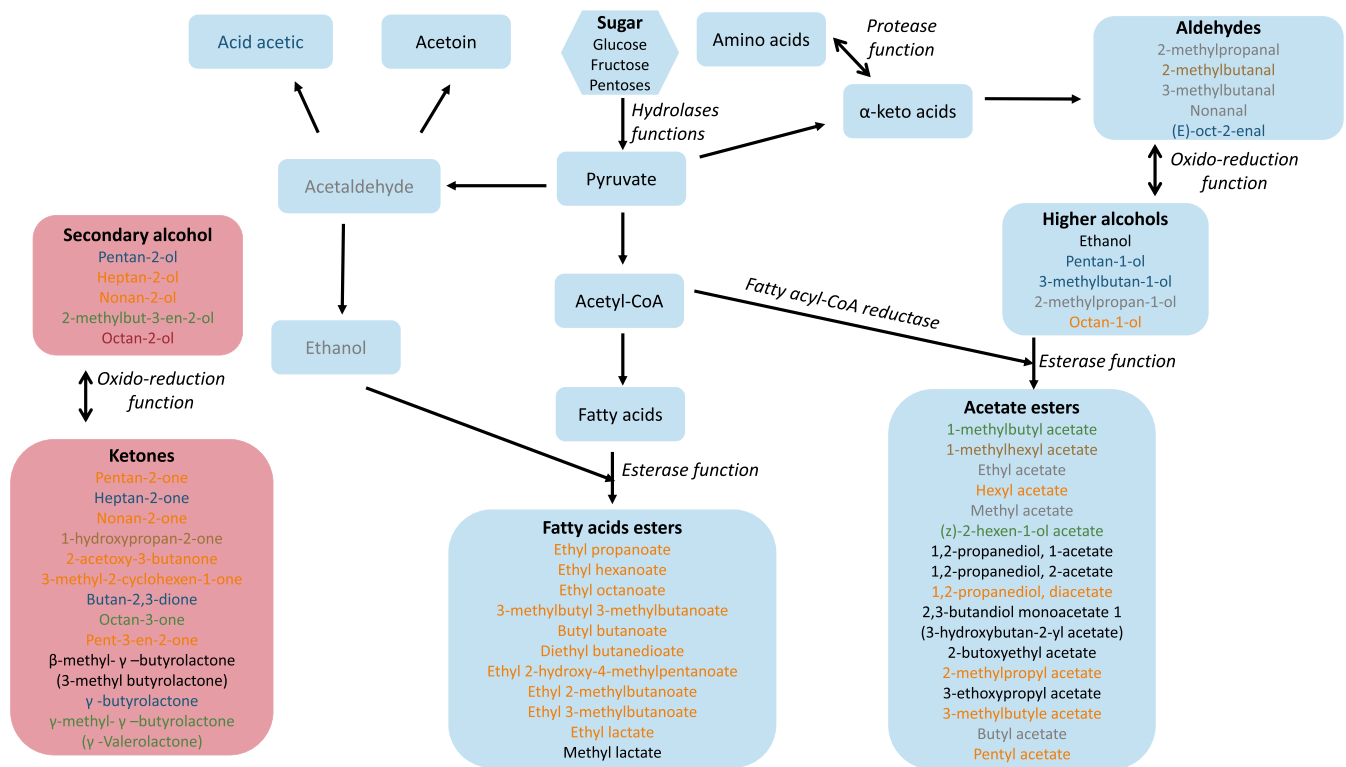 Acid acetic
Acetoin
Sugar
Glucose
Fructose
Pentoses
Amino acids
Protease
function
Aldehydes
2-methylpropanal
2-methylbutanal
3-methylbutanal
Nonanal
(E)-oct-2-enal
Hydrolases
functions
α-keto acids
Acetaldehyde
Pyruvate
Oxido-reduction
function
Secondary alcohol
Pentan-2-ol
Heptan-2-ol
Nonan-2-ol
2-methylbut-3-en-2-ol
Octan-2-ol
Higher alcohols
Ethanol
Pentan-1-ol
3-methylbutan-1-ol
2-methylpropan-1-ol
Octan-1-ol
Acetyl-CoA
Fatty acyl-CoA reductase
Ethanol
Esterase function
Oxido-reduction
function
Fatty acids
Esterase function
Ketones
Pentan-2-one
Heptan-2-one
Nonan-2-one
1-hydroxypropan-2-one
2-acetoxy-3-butanone
3-methyl-2-cyclohexen-1-one
Butan-2,3-dione
Octan-3-one
Pent-3-en-2-one
β-methyl- γ –butyrolactone
(3-methyl butyrolactone)
γ -butyrolactone
γ-methyl- γ –butyrolactone
(γ -Valerolactone)
Fatty acids esters
Ethyl propanoate
Ethyl hexanoate
Ethyl octanoate
3-methylbutyl 3-methylbutanoate
Butyl butanoate
Diethyl butanedioate
Ethyl 2-hydroxy-4-methylpentanoate
Ethyl 2-methylbutanoate
Ethyl 3-methylbutanoate
Ethyl lactate
Methyl lactate
Acetate esters
1-methylbutyl acetate
1-methylhexyl acetate
Ethyl acetate
Hexyl acetate
Methyl acetate
(z)-2-hexen-1-ol acetate
1,2-propanediol, 1-acetate
1,2-propanediol, 2-acetate
1,2-propanediol, diacetate
2,3-butandiol monoacetate 1
(3-hydroxybutan-2-yl acetate)
2-butoxyethyl acetate
2-methylpropyl acetate
3-ethoxypropyl acetate
3-methylbutyle acetate
Butyl acetate
Pentyl acetate